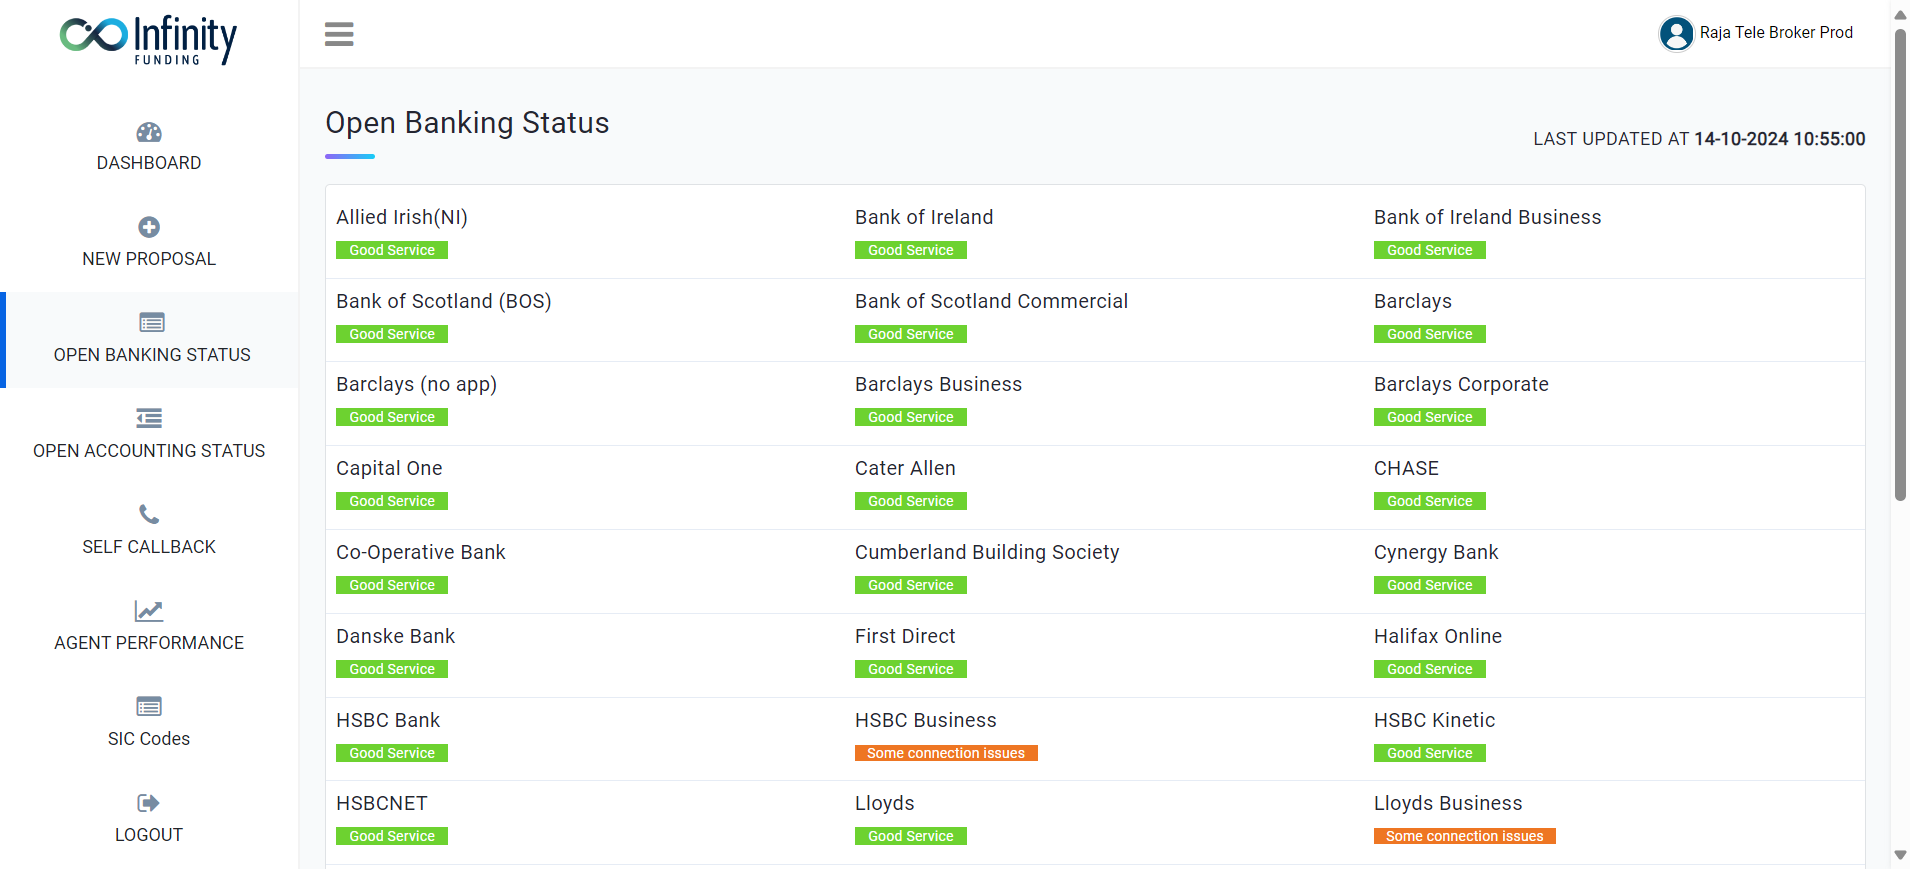 Infinity
FUNDING
Raja Tele Broker Prod
DASHBOARD
NEW PROPOSAL
OPEN BANKING STATUS
OPEN ACCOUNTING STATUS
SELF CALLBACK
AGENT PERFORMANCE
SIC Codes
LOGOUT
Open Banking Status
LAST UPDATED AT 14-10-2024 10:55:00
Allied Irish(NI) Bank of Ireland Bank of Ireland Business
Good Service Good Service Good Service
Bank of Scotland (BOS) Bank of Scotland Commercial Barclays
Good Service Good Service Good Service
Barclays (no app) Barclays Business Barclays Corporate
Good Service Good Service Good Service
Capital One Cater Allen CHASE
Good Service Good Service Good Service
Co-Operative Bank Cumberland Building Society Cynergy Bank
Good Service Good Service Good Service
Danske Bank First Direct Halifax Online
Good Service Good Service Good Service
HSBC Bank HSBC Business HSBC Kinetic
Good Service Some connection issues Good Service
HSBCNET Lloyds Lloyds Business
Good Service Good Service Some connection issues